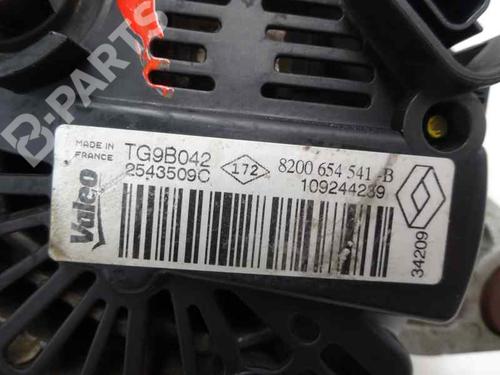 B-PARTS
MADE IN
FRANCE
TG9B042
2543509C
172
8200 654 541 -B
109244239
Valeo
34209